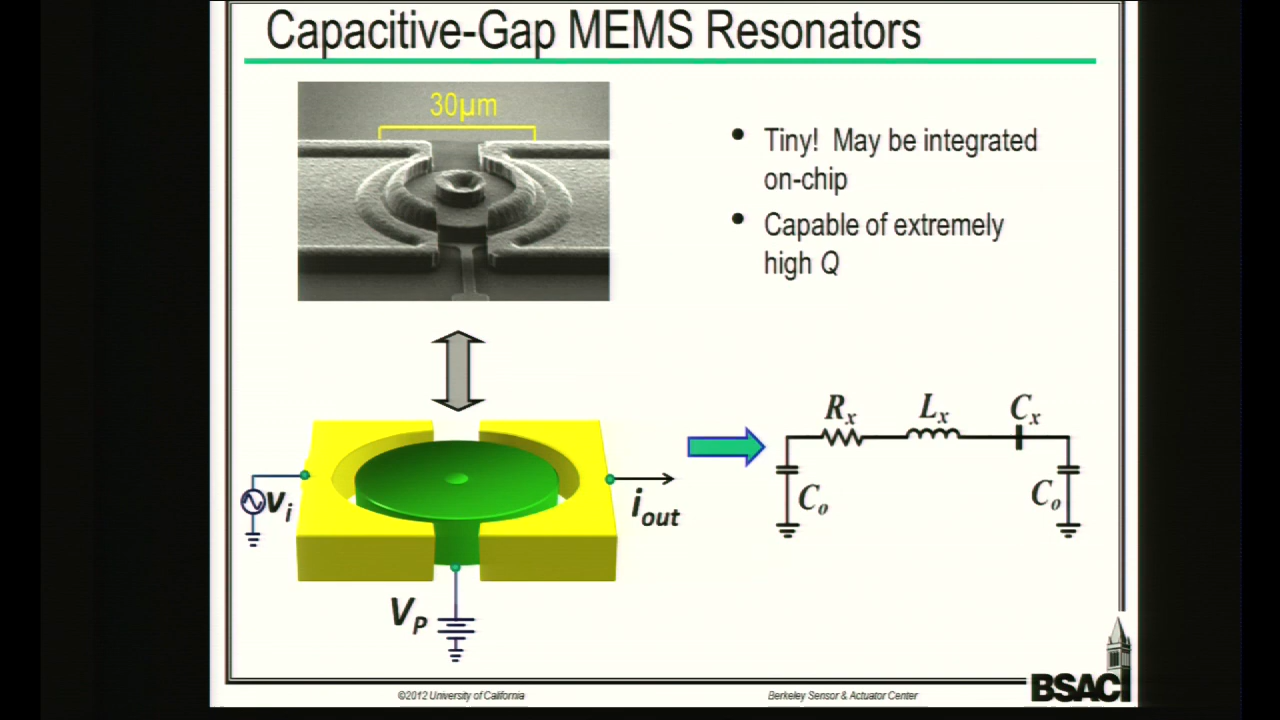 Capacitive-Gap MEMS Resonators
30µm
• Tiny! May be integrated
on-chip
• Capable of extremely
high Q
vi
iout
VP
Rx
Lx
Cx
Co
Co
©2012 University of California
Berkeley Sensor & Actuator Center
BSAC